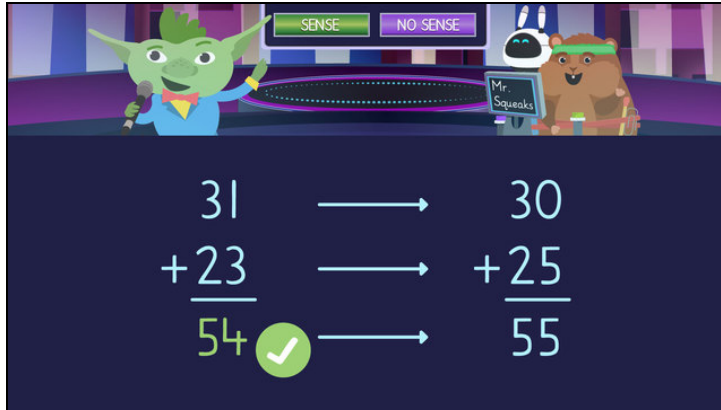 SENSE NO SENSE
Mr.
Squeaks
31 30
+23 +25
54 55